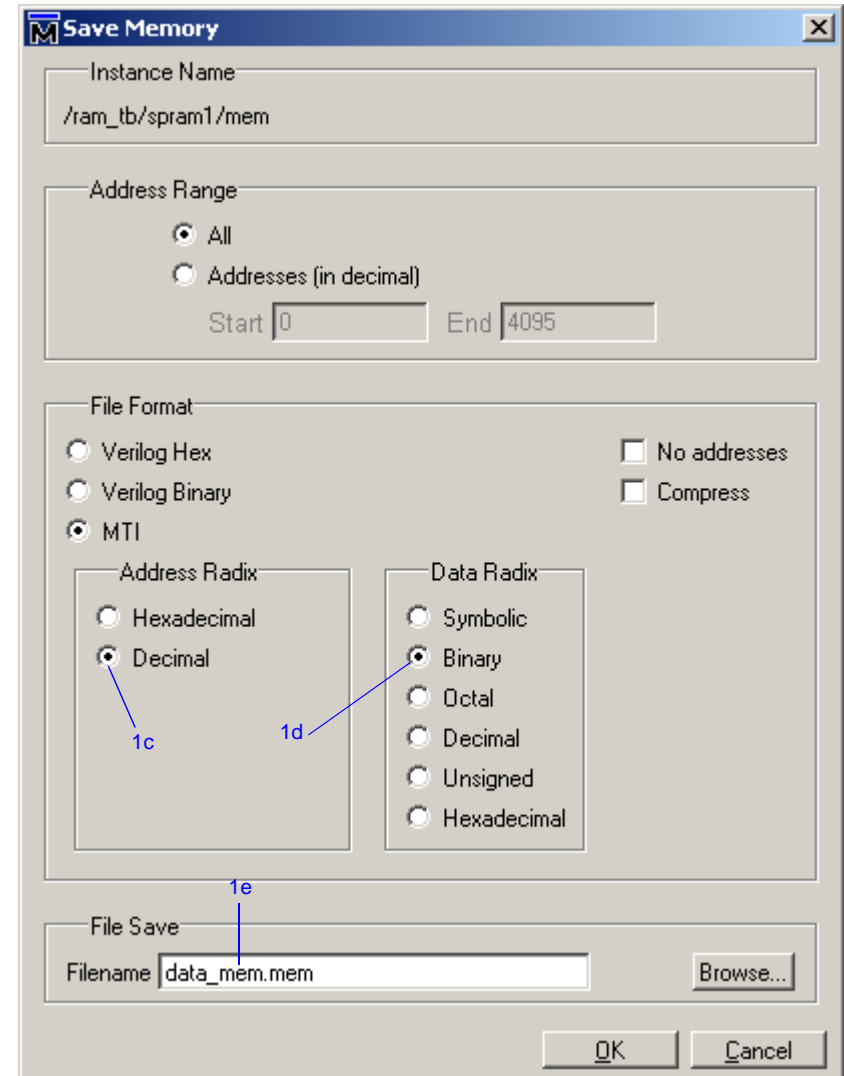 Save Memory
Instance Name
/ram_tb/spram1/mem
Address Range
All
Addresses (in decimal)
Start 0 End 4095
File Format
Verilog Hex No addresses
Verilog Binary Compress
MTI
Address Radix Data Radix
Hexadecimal Symbolic
Decimal Binary
Octal
1c 1d Decimal
Unsigned
Hexadecimal
1e
File Save
Filename data_mem.mem Browse...
OK Cancel